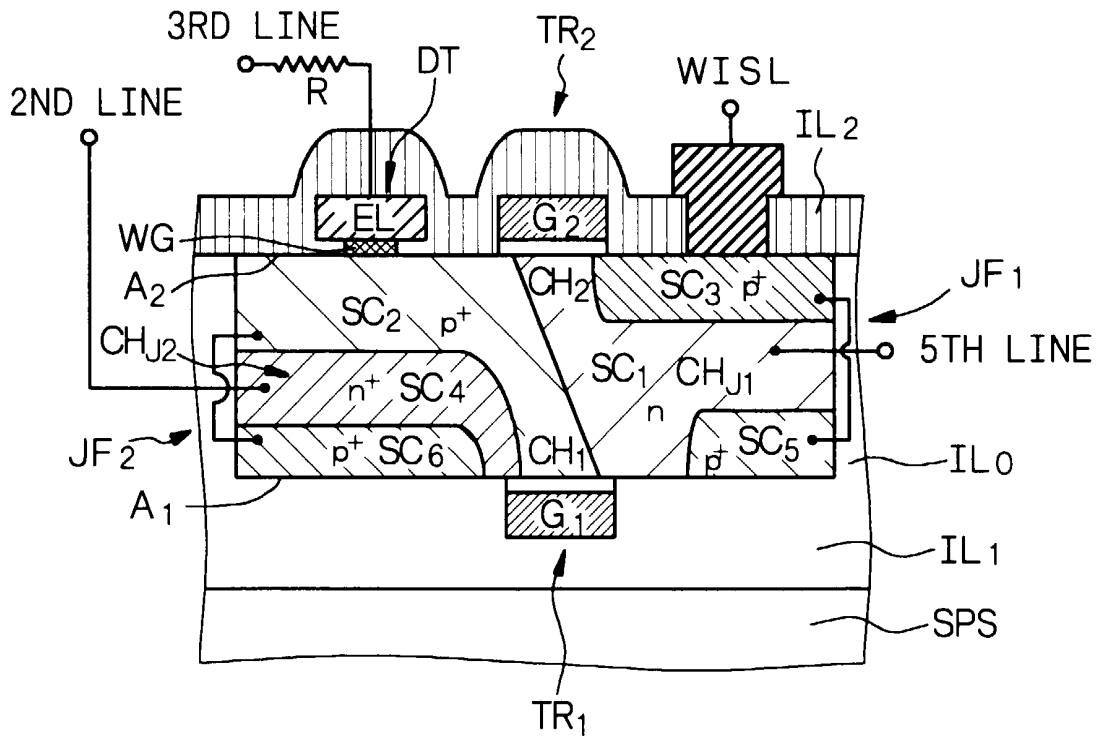 3RD LINE
TR2
R
DT
WISL
2ND LINE
IL2
EL
G2
WG
A2
CH2
SC3 p+
JF1
SC2 p+
CHJ2
5TH LINE
SC1
CHJ1
n+ SC4
n
JF2
p+ SC6
CH1
p+ SC5
IL0
A1
G1
IL1
SPS
TR1